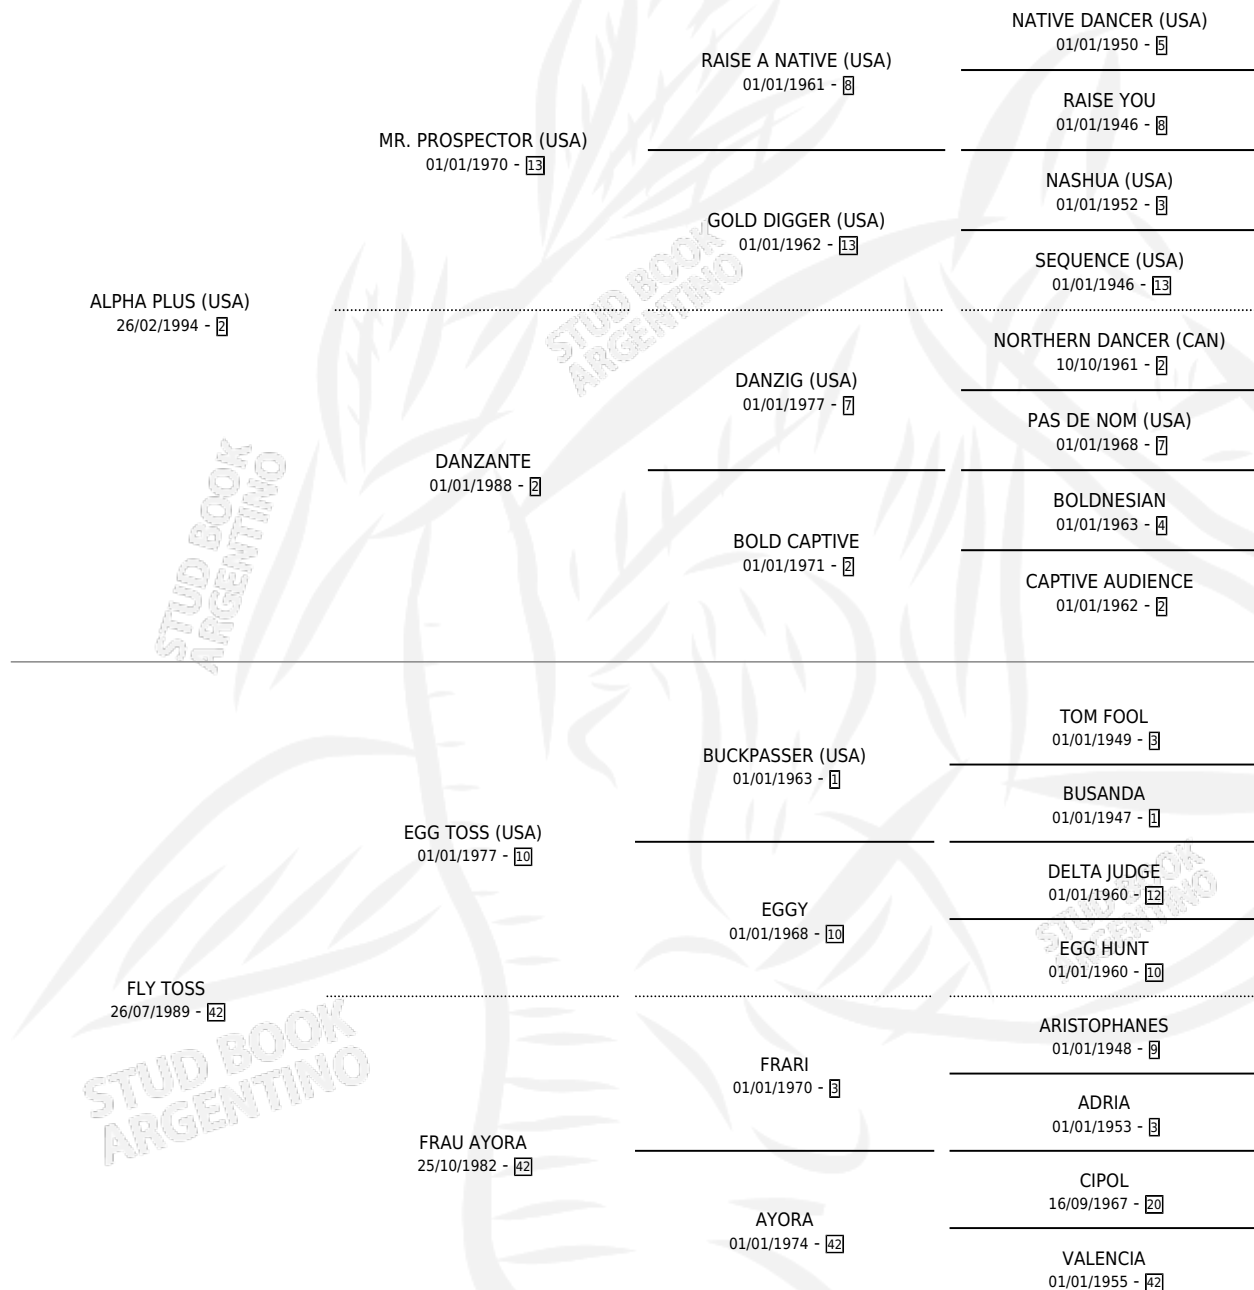 NATIVE DANCER (USA)
01/01/1950 - 5
RAISE A NATIVE (USA)
01/01/1961 - 8
RAISE YOU
01/01/1946 - 8
MR. PROSPECTOR (USA)
01/01/1970 - 13
NASHUA (USA)
01/01/1952 - 3
GOLD DIGGER (USA)
01/01/1962 - 13
SEQUENCE (USA)
01/01/1946 - 13
ALPHA PLUS (USA)
26/02/1994 - 2
NORTHERN DANCER (CAN)
10/10/1961 - 2
DANZIG (USA)
01/01/1977 - 7
PAS DE NOM (USA)
01/01/1968 - 7
DANZANTE
01/01/1988 - 2
BOLDNESIAN
01/01/1963 - 4
BOLD CAPTIVE
01/01/1971 - 2
CAPTIVE AUDIENCE
01/01/1962 - 2
TOM FOOL
01/01/1949 - 3
BUCKPASSER (USA)
01/01/1963 - 1
BUSANDA
01/01/1947 - 1
EGG TOSS (USA)
01/01/1977 - 10
DELTA JUDGE
01/01/1960 - 12
EGGY
01/01/1968 - 10
EGG HUNT
01/01/1960 - 10
FLY TOSS
26/07/1989 - 42
ARISTOPHANES
01/01/1948 - 9
FRARI
01/01/1970 - 3
ADRIA
01/01/1953 - 3
FRAU AYORA
25/10/1982 - 42
CIPOL
16/09/1967 - 20
AYORA
01/01/1974 - 42
VALENCIA
01/01/1955 - 42
STUD BOOK
ARGENTINO
STUD BOOK
ARGENTINO
STUD BOOK
ARGENTINO
STUD BOOK
ARGENTINO